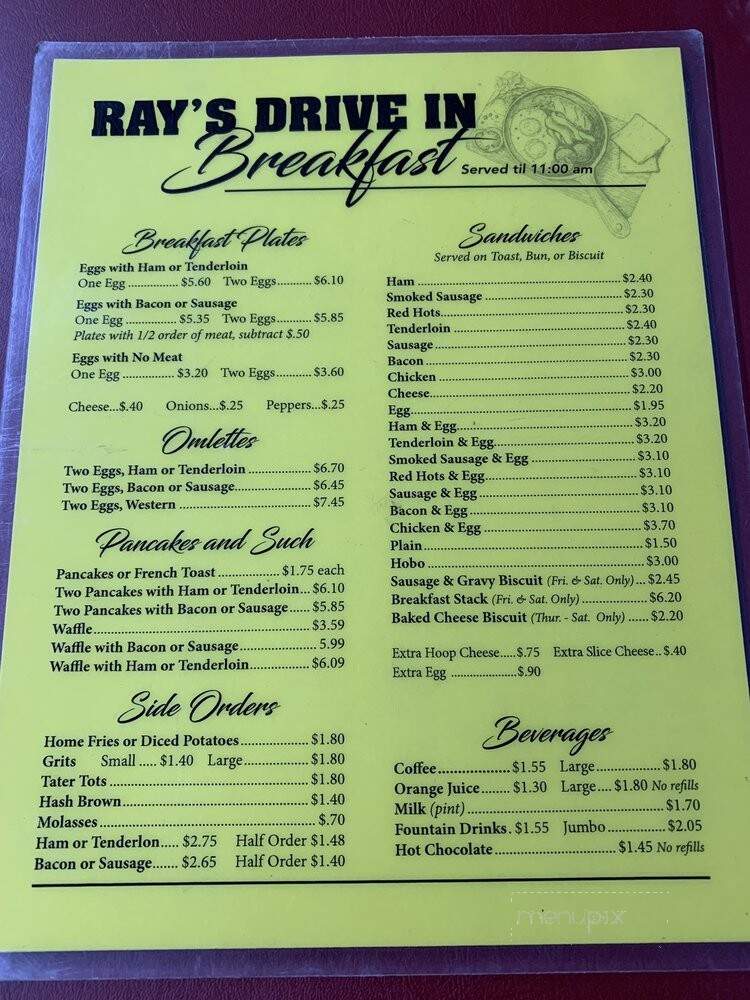 RAY'S DRIVE IN
Breakfast Served til 11:00 am
Breakfast Plates
Eggs with Ham or Tenderloin
One Egg .............. $5.60 Two Eggs.......... $6.10
Eggs with Bacon or Sausage
One Egg .............. $5.35 Two Eggs.......... $5.85
Plates with 1/2 order of meat, subtract $.50
Eggs with No Meat
One Egg .............. $3.20 Two Eggs.......... $3.60
Cheese...$.40 Onions...$.25 Peppers...$.25
Omlettes
Two Eggs, Ham or Tenderloin .................. $6.70
Two Eggs, Bacon or Sausage..................... $6.45
Two Eggs, Western .................................... $7.45
Pancakes and Such
Pancakes or French Toast ................. $1.75 each
Two Pancakes with Ham or Tenderloin... $6.10
Two Pancakes with Bacon or Sausage..... $5.85
Waffle........................................................ $3.59
Waffle with Bacon or Sausage.................... 5.99
Waffle with Ham or Tenderloin................ $6.09
Side Orders
Home Fries or Diced Potatoes.................. $1.80
Grits Small ..... $1.40 Large.................. $1.80
Tater Tots .................................................. $1.80
Hash Brown................................................ $1.40
Molasses..................................................... $.70
Ham or Tenderlon..... $2.75 Half Order $1.48
Bacon or Sausage....... $2.65 Half Order $1.40
Sandwiches
Served on Toast, Bun, or Biscuit
Ham ..................................................... $2.40
Smoked Sausage ..................................... $2.30
Red Hots................................................ $2.30
Tenderloin ............................................. $2.40
Sausage.................................................. $2.30
Bacon ................................................... $2.30
Chicken ................................................ $3.00
Cheese................................................... $2.20
Egg....................................................... $1.95
Ham & Egg............................................. $3.20
Tenderloin & Egg..................................... $3.20
Smoked Sausage & Egg ............................ $3.10
Red Hots & Egg....................................... $3.10
Sausage & Egg......................................... $3.10
Bacon & Egg........................................... $3.10
Chicken & Egg ........................................ $3.70
Plain...................................................... $1.50
Hobo ..................................................... $3.00
Sausage & Gravy Biscuit (Fri. & Sat. Only)... $2.45
Breakfast Stack (Fri. & Sat. Only) .................. $6.20
Baked Cheese Biscuit (Thur. - Sat. Only) ...... $2.20
Extra Hoop Cheese.....$.75 Extra Slice Cheese.. $.40
Extra Egg ..................$.90
Beverages
Coffee.................. $1.55 Large................ $1.80
Orange Juice....... $1.30 Large.... $1.80 No refills
Milk (pint) ................................................ $1.70
Fountain Drinks. $1.55 Jumbo .............. $2.05
Hot Chocolate ............................... $1.45 No refills
menupix